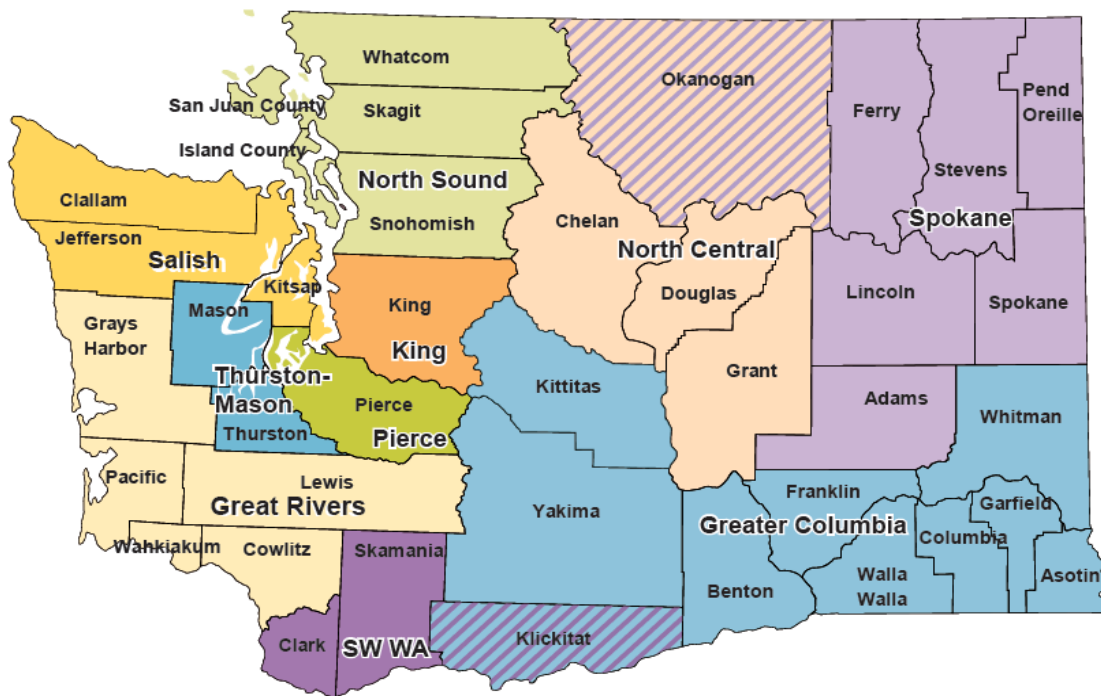 Whatcom
Okanogan
San Juan County
Skagit
Ferry
Pend
Oreille
Island County
North Sound
Stevens
Clallam
Snohomish
Chelan
Spokane
Jefferson
Salish
North Central
Kitsap
Mason
King
Douglas
Lincoln
Spokane
Grays
Harbor
King
Kittitas
Grant
Thurston-
Mason
Pierce
Adams
Whitman
Thurston
Pierce
Pacific
Lewis
Great Rivers
Yakima
Franklin
Garfield
Greater Columbia
Columbia
Wahkiakum
Cowlitz
Skamania
Benton
Walla
Walla
Asotin
Clark
SW WA
Klickitat